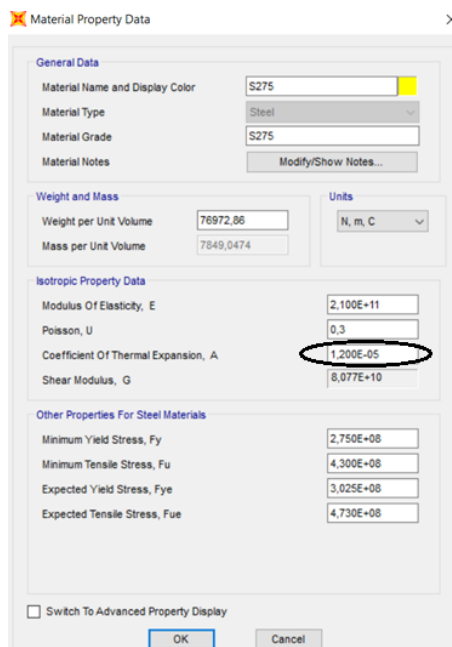 Material Property Data
General Data
Material Name and Display Color S275
Material Type Steel
Material Grade S275
Material Notes Modify/Show Notes...
Weight and Mass Units
Weight per Unit Volume 76972,86 N, m, C
Mass per Unit Volume 7849,0474
Isotropic Property Data
Modulus Of Elasticity, E 2,100E+11
Poisson, U 0,3
Coefficient Of Thermal Expansion, A 1,200E-05
Shear Modulus, G 8,077E+10
Other Properties For Steel Materials
Minimum Yield Stress, Fy 2,750E+08
Minimum Tensile Stress, Fu 4,300E+08
Expected Yield Stress, Fye 3,025E+08
Expected Tensile Stress, Fue 4,730E+08
Switch To Advanced Property Display
OK Cancel